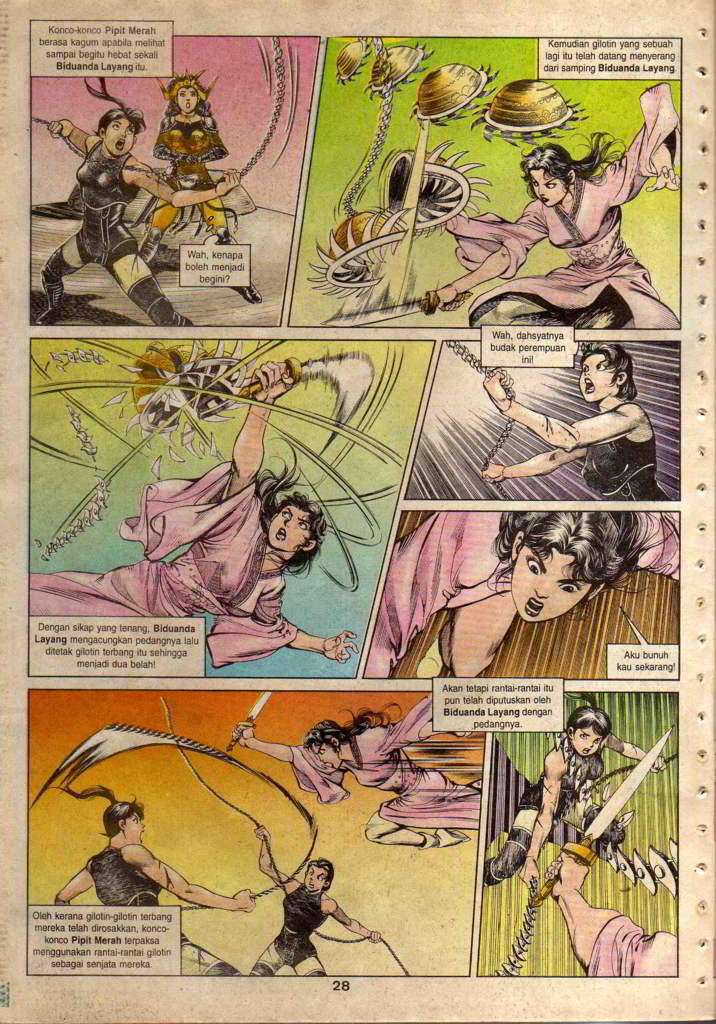 Konco-konco Pipit Merah
berasa kagum apabila melihat
sampai begitu hebat sekali
Biduanda Layang itu.
Wah, kenapa
boleh menjadi
begini?
Kemudian gilotin yang sebuah
lagi itu telah datang menyerang
dari samping Biduanda Layang.
Dengan sikap yang tenang, Biduanda
Layang mengacungkan pedangnya lalu
ditetak gilotin terbang itu sehingga
menjadi dua belah!
Wah, dahsyatnya
budak perempuan
ini!
Aku bunuh
kau sekarang!
Oleh kerana gilotin-gilotin terbang
mereka telah dirosakkan, konco-
konco Pipit Merah terpaksa
menggunakan rantai-rantai gilotin
sebagai senjata mereka.
Akan tetapi rantai-rantai itu
pun telah diputuskan oleh
Biduanda Layang dengan
pedangnya.
28